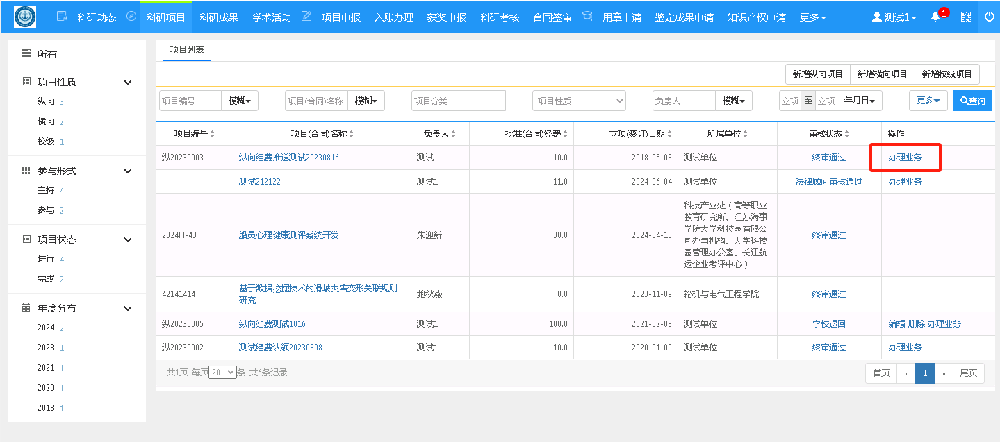 科研动态 科研项目 科研成果 学术活动 项目申报 入账办理 获奖申报 科研考核 合同签审 用章申请 鉴定成果申请 知识产权申请 更多 测试1 1
所有
项目性质
纵向 3
横向 2
校级 1
参与形式
主持 4
参与 2
项目状态
进行 4
完成 2
年度分布
2024 2
2023 1
2021 1
2020 1
2018 1
项目列表
新增纵向项目 新增横向项目 新增校级项目
项目编号 模糊 项目(合同)名称 模糊 项目分类 项目性质 负责人 模糊 立项 至 立项 年月日 更多 查询
项目编号 项目(合同)名称 负责人 批准(合同)经费 立项(签订)日期 所属单位 审核状态 操作
纵20230003 纵向经费推送测试20230816 测试1 10.0 2018-05-03 测试单位 终审通过 办理业务
测试212122 测试1 11.0 2024-06-04 测试单位 法律顾问审核通过 办理业务
科技产业处（高等职业
教育研究所、江苏海事
学院大学科技园有限公
2024H-43 船员心理健康测评系统开发 朱迎新 30.0 2024-04-18 司办事机构、大学科技 终审通过
园管理办公室、长江航
运企业考评中心）
基于数据挖掘技术的滑坡灾害变形关联规则
42141414 鲍秋蓀 0.8 2023-11-09 轮机与电气工程学院 终审通过
研究
纵20230005 纵向经费测试1016 测试1 100.0 2021-02-03 测试单位 学校退回 编辑 删除 办理业务
纵20230002 测试经费认领20230808 测试1 10.0 2020-01-09 测试单位 终审通过 办理业务
共1页 每页 20 条 共6条记录 首页 « 1 » 尾页